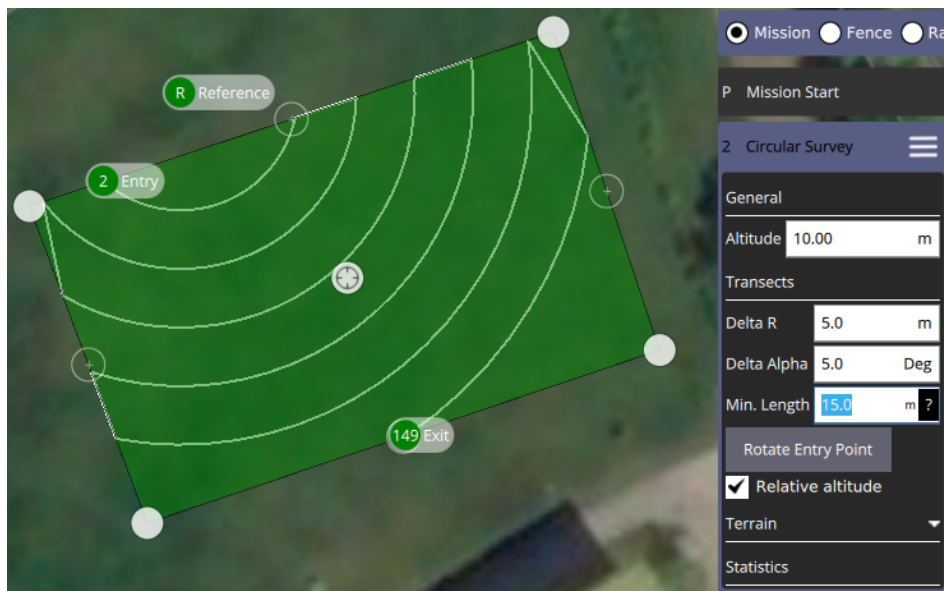 R Reference
2 Entry
149 Exit
Mission Fence Ra
P Mission Start
2 Circular Survey
General
Altitude 10.00 m
Transects
Delta R 5.0 m
Delta Alpha 5.0 Deg
Min. Length 15.0 m ?
Rotate Entry Point
Relative altitude
Terrain
Statistics